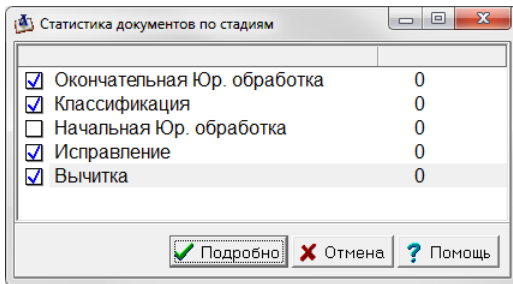 Статистика документов по стадиям
Окончательная Юр. обработка 0
Классификация 0
Начальная Юр. обработка 0
Исправление 0
Вычитка 0
Подробно Отмена ? Помощь